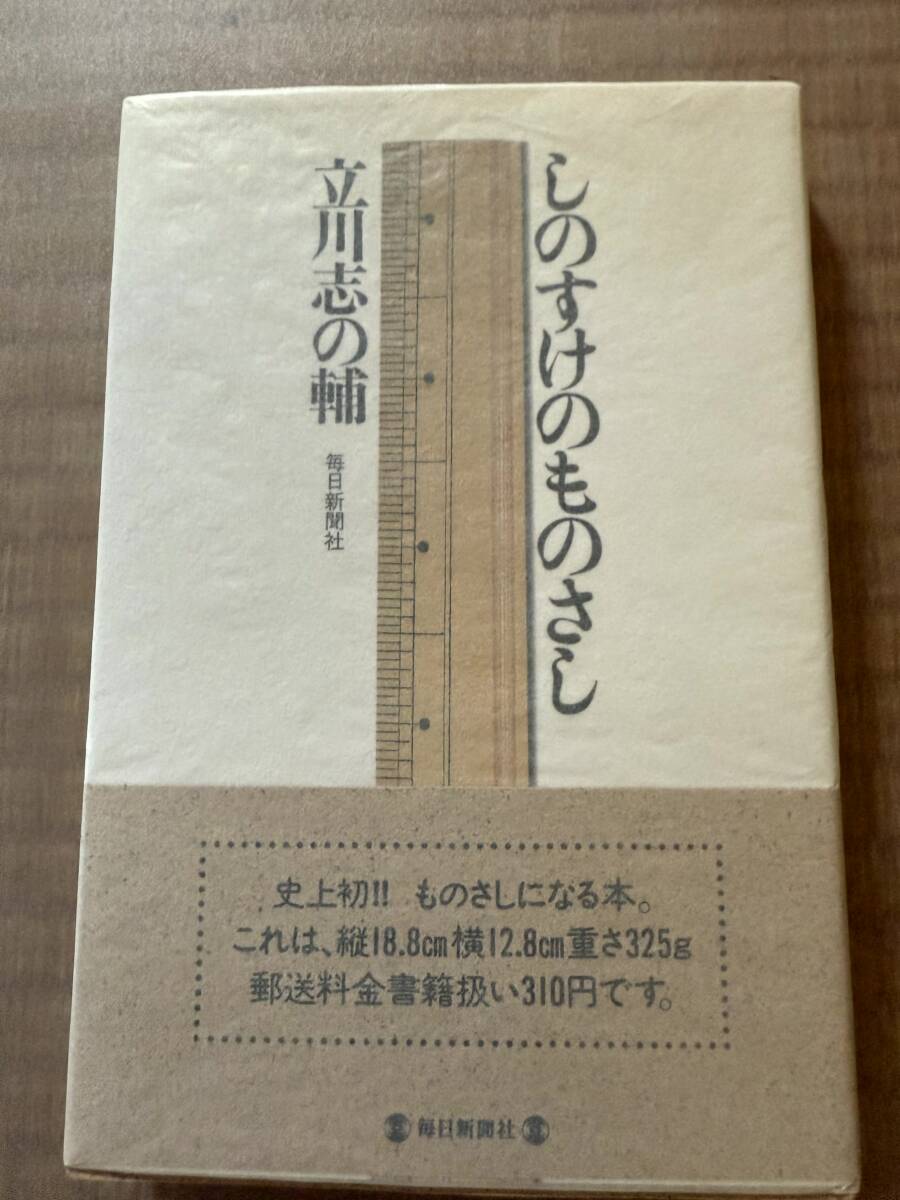 しのすけのものさし
立川志の輔
毎日新聞社
史上初!! ものさしになる本。
これは、縦18.8cm横12.8cm重さ325g
郵送料金書籍扱い310円です。
毎日新聞社